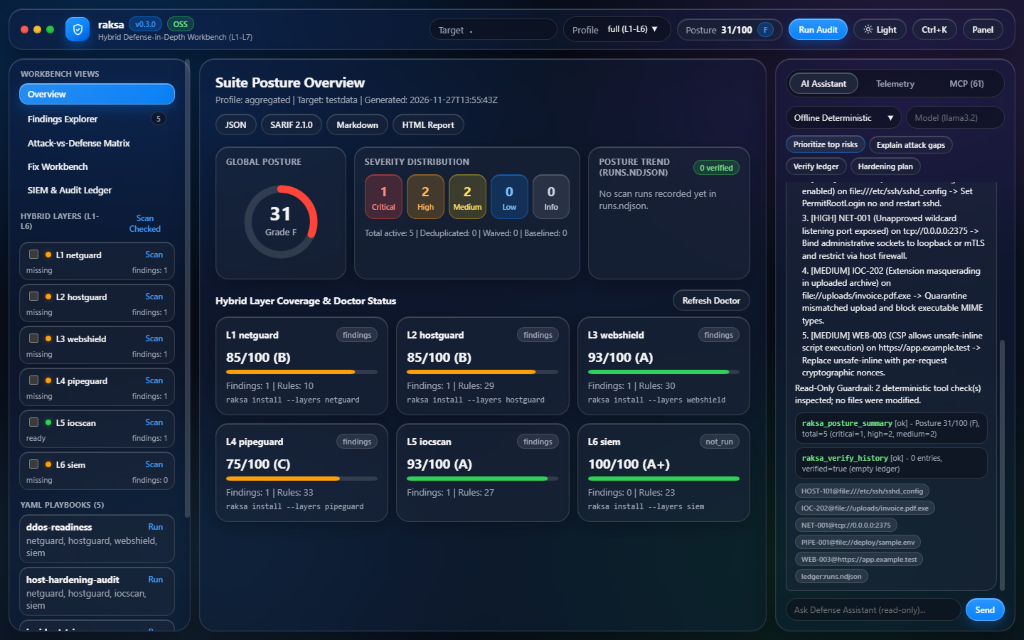 raksa v0.3.0 OSS
Hybrid Defense-in-Depth Workbench (L1-L7)
Target .
Profile full (L1-L6) ▼
Posture 31/100 F
Run Audit
Light
Ctrl+K
Panel
WORKBENCH VIEWS
Overview
Findings Explorer 5
Attack-vs-Defense Matrix
Fix Workbench
SIEM & Audit Ledger
HYBRID LAYERS (L1-
L6)
Scan
Checked
L1 netguard Scan
missing findings: 1
L2 hostguard Scan
missing findings: 1
L3 webshield Scan
missing findings: 1
L4 pipeguard Scan
missing findings: 1
L5 iocscan Scan
ready findings: 1
L6 siem Scan
missing findings: 0
YAML PLAYBOOKS (5)
ddos-readiness Run
netguard, hostguard, webshield,
siem
host-hardening-audit Run
netguard, hostguard, iocscan,
siem
Suite Posture Overview
Profile: aggregated | Target: testdata | Generated: 2026-11-27T13:55:43Z
JSON
SARIF 2.1.0
Markdown
HTML Report
GLOBAL POSTURE
31
Grade F
SEVERITY DISTRIBUTION
1 Critical
2 High
2 Medium
0 Low
0 Info
Total active: 5 | Deduplicated: 0 | Waived: 0 | Baselined: 0
POSTURE TREND
(RUNS.NDJSON)
0 verified
No scan runs recorded yet in
runs.ndjson.
Hybrid Layer Coverage & Doctor Status
Refresh Doctor
L1 netguard findings
85/100 (B)
Findings: 1 | Rules: 10
raksa install --layers netguard
L2 hostguard findings
85/100 (B)
Findings: 1 | Rules: 29
raksa install --layers hostguard
L3 webshield findings
93/100 (A)
Findings: 1 | Rules: 30
raksa install --layers webshield
L4 pipeguard findings
75/100 (C)
Findings: 1 | Rules: 33
raksa install --layers pipeguard
L5 iocscan findings
93/100 (A)
Findings: 1 | Rules: 27
L6 siem not_run
100/100 (A+)
Findings: 0 | Rules: 23
raksa install --layers siem
AI Assistant
Telemetry
MCP (61)
Offline Deterministic ▼
Model (llama3.2)
Prioritize top risks
Explain attack gaps
Verify ledger
Hardening plan
enabled) on file:///etc/ssh/sshd_config -> Set
PermitRootLogin no and restart sshd.
3. [HIGH] NET-001 (Unapproved wildcard
listening port exposed) on tcp://0.0.0.0:2375 ->
Bind administrative sockets to loopback or mTLS
and restrict via host firewall.
4. [MEDIUM] IOC-202 (Extension masquerading
in uploaded archive) on
file://uploads/invoice.pdf.exe -> Quarantine
mismatched upload and block executable MIME
types.
5. [MEDIUM] WEB-003 (CSP allows unsafe-inline
script execution) on https://app.example.test ->
Replace unsafe-inline with per-request
cryptographic nonces.
Read-Only Guardrail: 2 deterministic tool check(s)
inspected; no files were modified.
raksa_posture_summary [ok] - Posture 31/100 (F),
total=5 (critical=1, high=2, medium=2)
raksa_verify_history [ok] - 0 entries,
verified=true (empty ledger)
HOST-101@file:///etc/ssh/sshd_config
IOC-202@file://uploads/invoice.pdf.exe
NET-001@tcp://0.0.0.0:2375
PIPE-001@file://deploy/sample.env
WEB-003@https://app.example.test
ledger:runs.ndjson
Ask Defense Assistant (read-only)...
Send